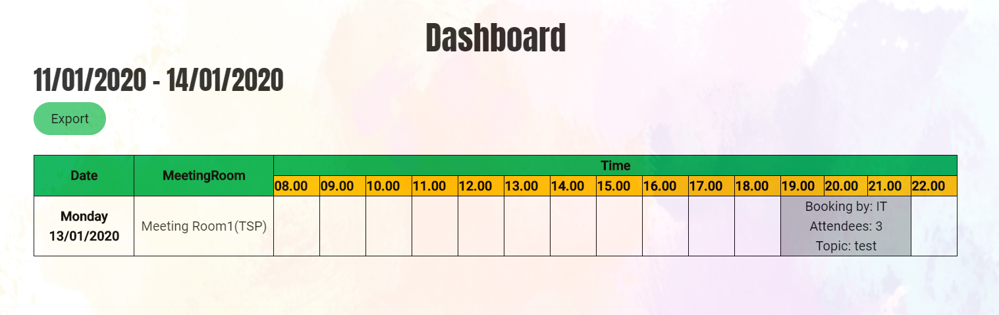 Dashboard
11/01/2020 - 14/01/2020
Export
Date MeetingRoom Time
08.00 09.00 10.00 11.00 12.00 13.00 14.00 15.00 16.00 17.00 18.00 19.00 20.00 21.00 22.00
Monday
13/01/2020
Meeting Room1(TSP)
Booking by: IT
Attendees: 3
Topic: test